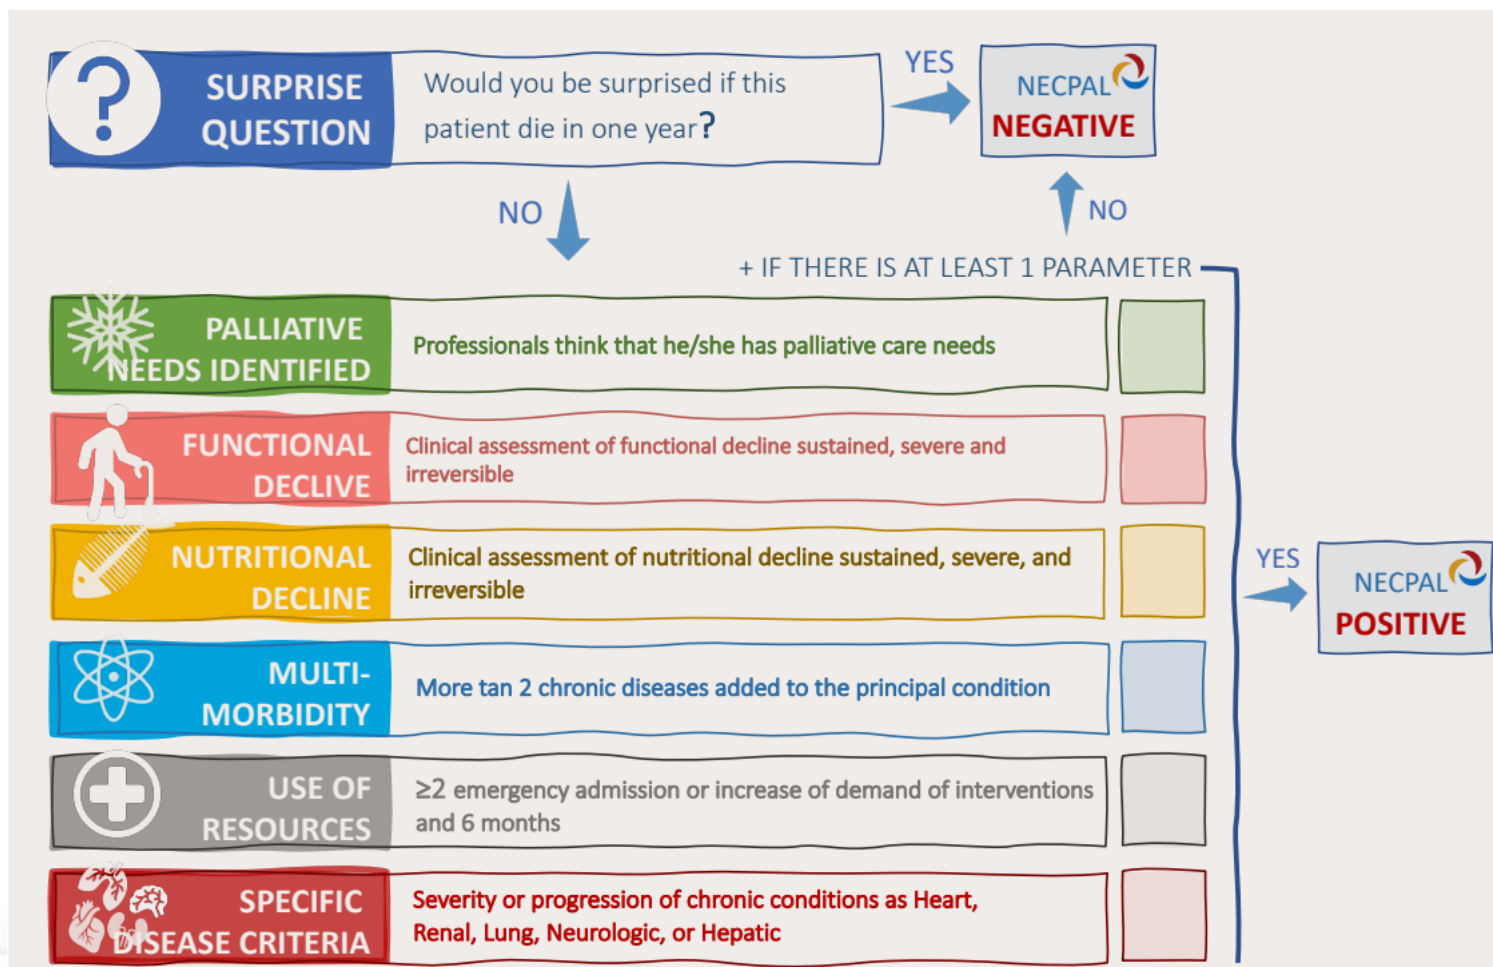 SURPRISE
QUESTION
Would you be surprised if this
patient die in one year?
YES
NECPAL
NEGATIVE
NO
NO
+ IF THERE IS AT LEAST 1 PARAMETER
PALLIATIVE
NEEDS IDENTIFIED
Professionals think that he/she has palliative care needs
FUNCTIONAL
DECLIVE
Clinical assessment of functional decline sustained, severe and
irreversible
NUTRITIONAL
DECLINE
Clinical assessment of nutritional decline sustained, severe, and
irreversible
YES
NECPAL
POSITIVE
MULTI-
MORBIDITY
More tan 2 chronic diseases added to the principal condition
USE OF
RESOURCES
≥2 emergency admission or increase of demand of interventions
and 6 months
SPECIFIC
DISEASE CRITERIA
Severity or progression of chronic conditions as Heart,
Renal, Lung, Neurologic, or Hepatic